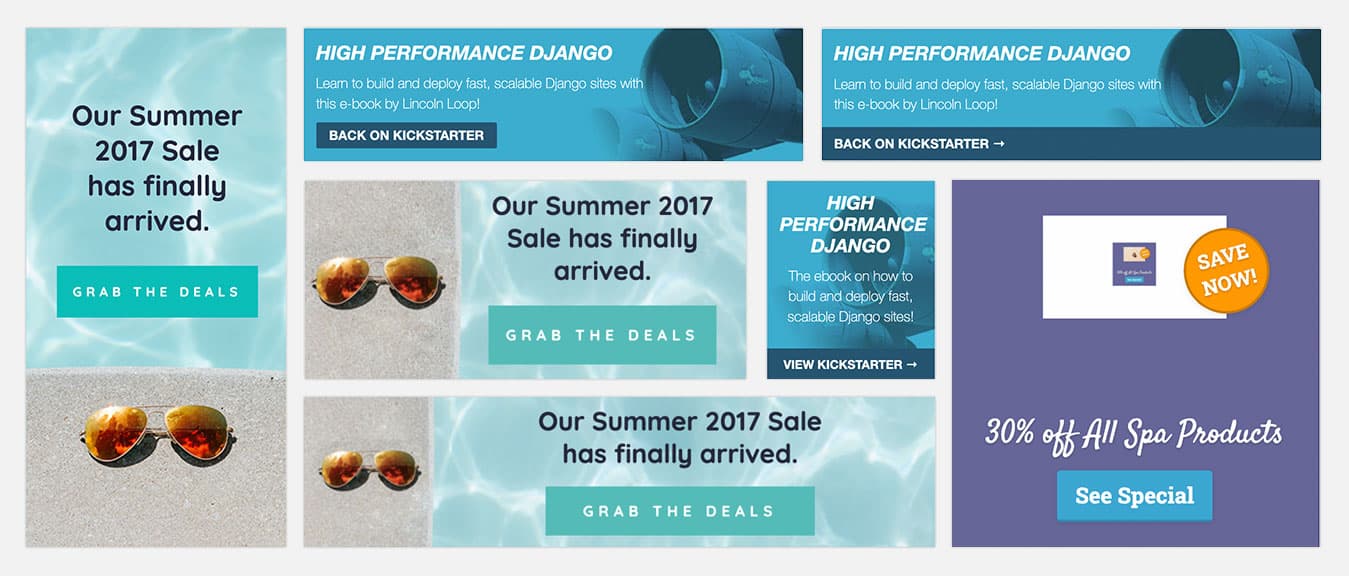 Our Summer
2017 Sale
has finally
arrived.
GRAB THE DEALS
HIGH PERFORMANCE DJANGO
Learn to build and deploy fast, scalable Django sites with
this e-book by Lincoln Loop!
BACK ON KICKSTARTER
HIGH PERFORMANCE DJANGO
Learn to build and deploy fast, scalable Django sites with
this e-book by Lincoln Loop!
BACK ON KICKSTARTER →
Our Summer 2017
Sale has finally
arrived.
GRAB THE DEALS
HIGH
PERFORMANCE
DJANGO
The ebook on how to
build and deploy fast,
scalable Django sites!
VIEW KICKSTARTER →
Our Summer 2017 Sale
has finally arrived.
GRAB THE DEALS
SAVE
NOW!
30% off All Spa Products
30% off All Spa Products
See Special